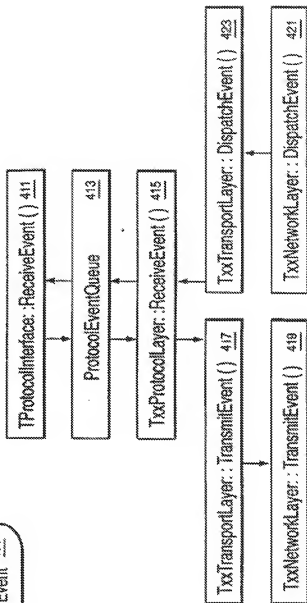 Event
TProtocolInterface: :ReceiveEvent ( ) 411
ProtocolEventQueue 413
TxxProtocolLayer: :ReceiveEvent ( ) 415
TxxTransportLayer: : TransmitEvent ( ) 417
TxxTransportLayer: : DispatchEvent ( ) 423
TxxNetworkLayer: : TransmitEvent ( ) 419
TxxNetworkLayer: : DispatchEvent ( ) 421